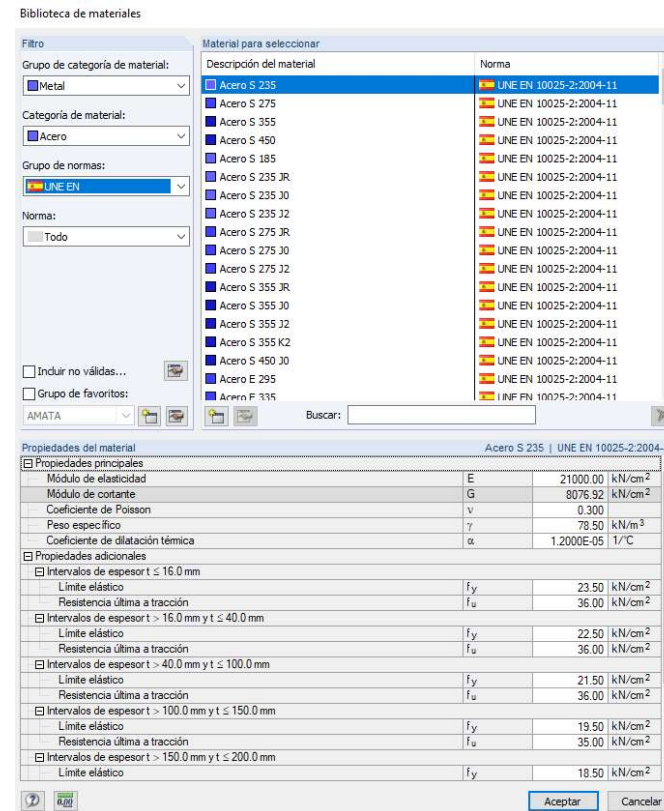 Biblioteca de materiales
Filtro
Grupo de categoría de material:
Metal
Categoría de material:
Acero
Grupo de normas:
UNE EN
Norma:
Todo
Incluir no válidas...
Grupo de favoritos:
AMATA
Material para seleccionar
Descripción del material Norma
Acero S 235 UNE EN 10025-2:2004-11
Acero S 275 UNE EN 10025-2:2004-11
Acero S 355 UNE EN 10025-2:2004-11
Acero S 450 UNE EN 10025-2:2004-11
Acero S 185 UNE EN 10025-2:2004-11
Acero S 235 JR UNE EN 10025-2:2004-11
Acero S 235 J0 UNE EN 10025-2:2004-11
Acero S 235 J2 UNE EN 10025-2:2004-11
Acero S 275 JR UNE EN 10025-2:2004-11
Acero S 275 J0 UNE EN 10025-2:2004-11
Acero S 275 J2 UNE EN 10025-2:2004-11
Acero S 355 JR UNE EN 10025-2:2004-11
Acero S 355 J0 UNE EN 10025-2:2004-11
Acero S 355 J2 UNE EN 10025-2:2004-11
Acero S 355 K2 UNE EN 10025-2:2004-11
Acero S 450 J0 UNE EN 10025-2:2004-11
Acero E 295 UNE EN 10025-2:2004-11
Acero E 335 UNE EN 10025-2:2004-11
Buscar:
Propiedades del material Acero S 235 | UNE EN 10025-2:2004-
Propiedades principales
Módulo de elasticidad E 21000.00 kN/cm²
Módulo de cortante G 8076.92 kN/cm²
Coeficiente de Poisson ν 0.300
Peso específico γ 78.50 kN/m³
Coeficiente de dilatación térmica α 1.2000E-05 1/°C
Propiedades adicionales
Intervalos de espesor t ≤ 16.0 mm
Límite elástico fy 23.50 kN/cm²
Resistencia última a tracción fu 36.00 kN/cm²
Intervalos de espesor t > 16.0 mm y t ≤ 40.0 mm
Límite elástico fy 22.50 kN/cm²
Resistencia última a tracción fu 36.00 kN/cm²
Intervalos de espesor t > 40.0 mm y t ≤ 100.0 mm
Límite elástico fy 21.50 kN/cm²
Resistencia última a tracción fu 36.00 kN/cm²
Intervalos de espesor t > 100.0 mm y t ≤ 150.0 mm
Límite elástico fy 19.50 kN/cm²
Resistencia última a tracción fu 35.00 kN/cm²
Intervalos de espesor t > 150.0 mm y t ≤ 200.0 mm
Límite elástico fy 18.50 kN/cm²
0.00
Aceptar Cancelar